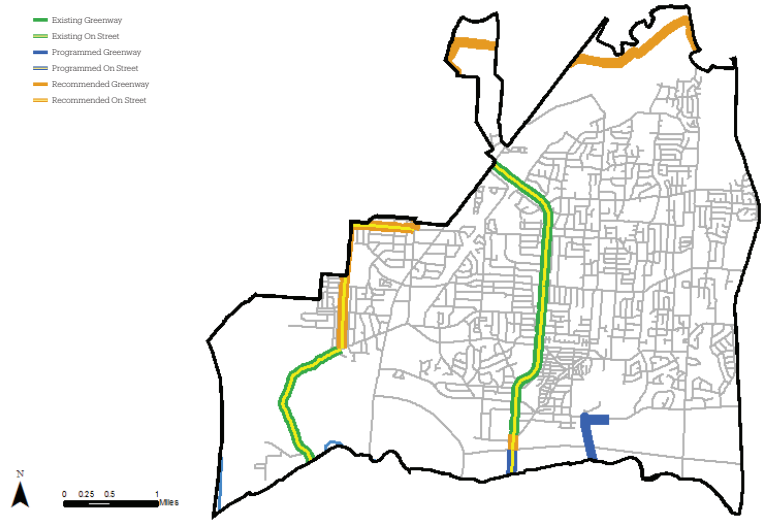 Existing Greenway
Existing On Street
Programmed Greenway
Programmed On Street
Recommended Greenway
Recommended On Street
N
0 0.25 0.5 1
Miles